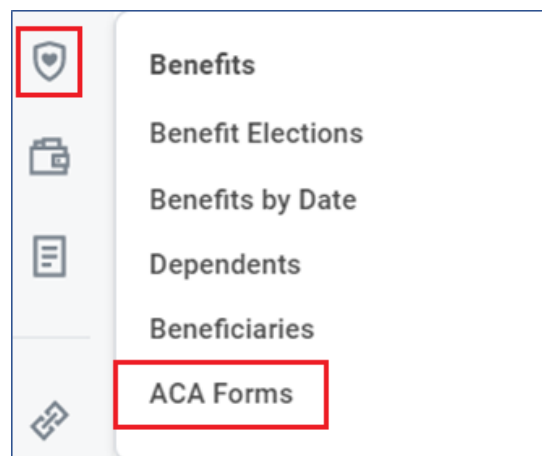 Benefits
Benefit Elections
Benefits by Date
Dependents
Beneficiaries
ACA Forms